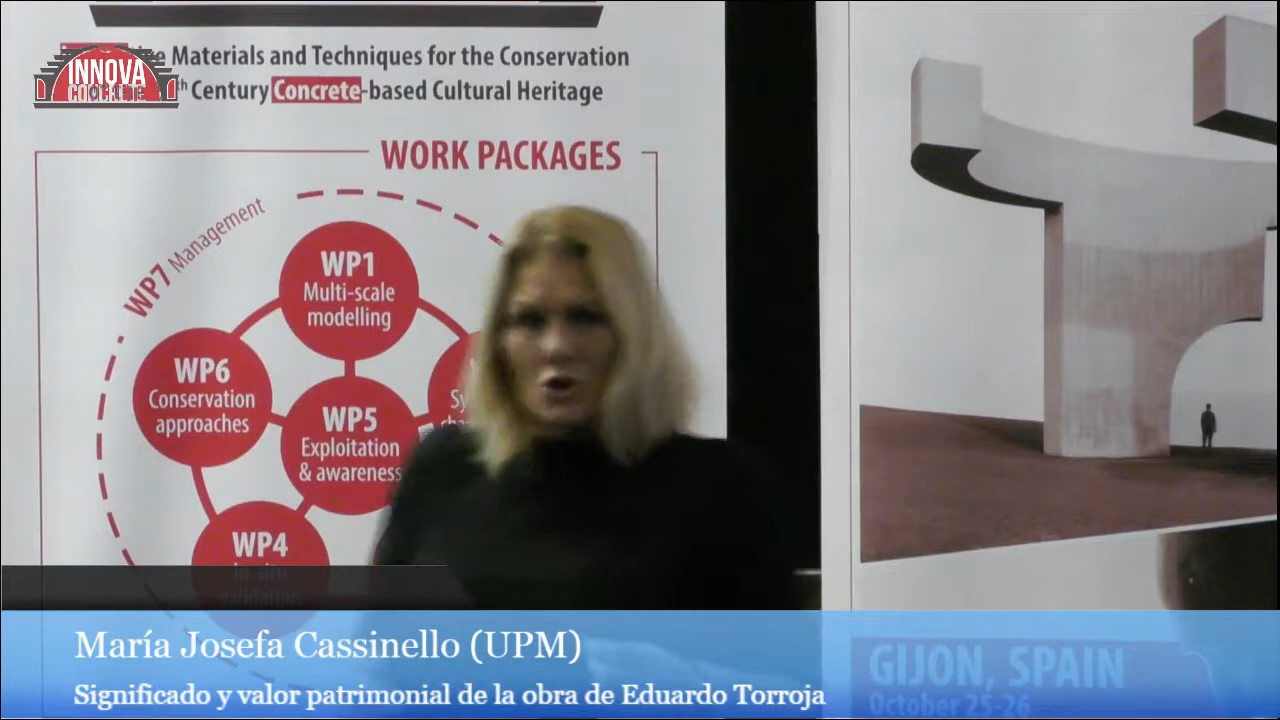 Materials and Techniques for the Conservation
th Century Concrete-based Cultural Heritage
INNOVA
CONCRETE
WORK PACKAGES
WP7 Management
WP1
Multi-scale
modelling
WP6
Conservation
approaches
WP5
Exploitation
& awareness
WP4
María Josefa Cassinello (UPM)
Significado y valor patrimonial de la obra de Eduardo Torroja
GIJON, SPAIN
October 25-26